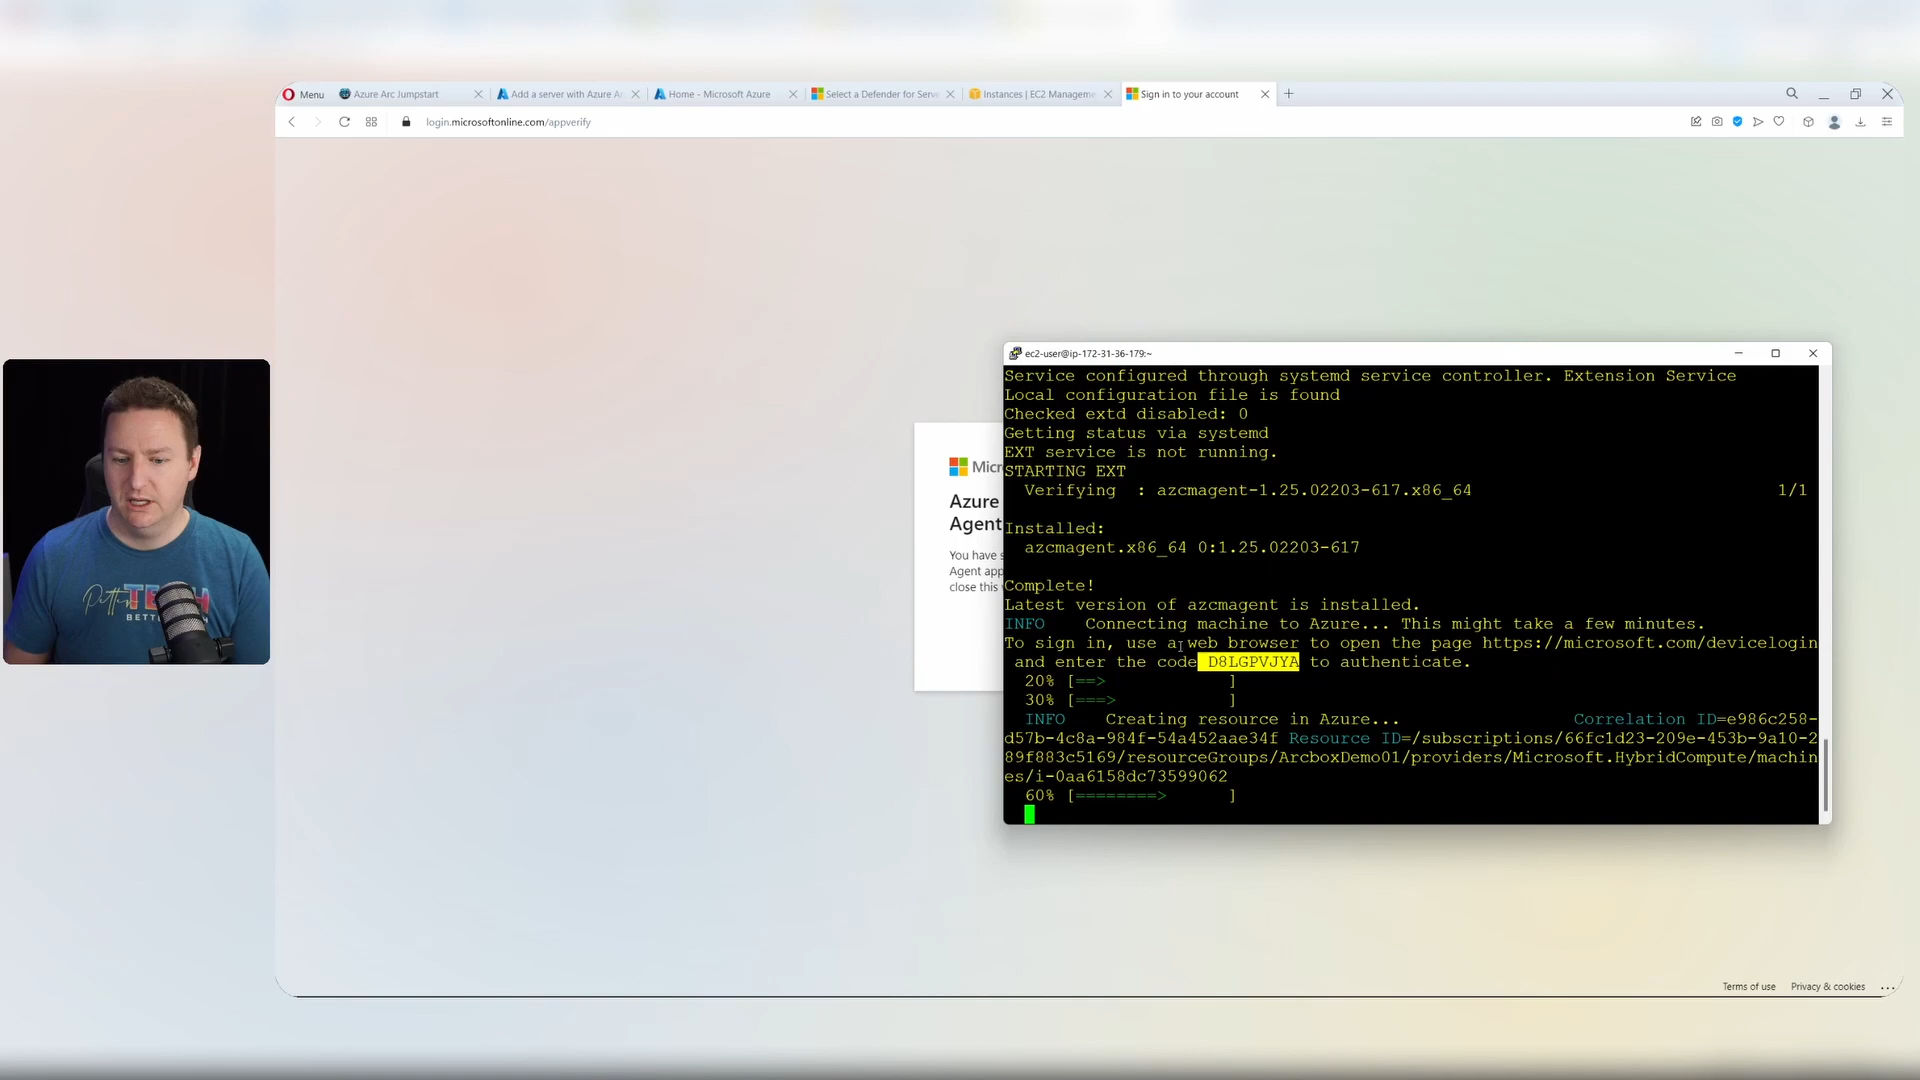 Menu
Azure Arc Jumpstart
Add a server with Azure Ar
Home - Microsoft Azure
Select a Defender for Serve
Instances | EC2 Manageme
Sign in to your account
login.microsoftonline.com/appverify
ec2-user@ip-172-31-36-179:~
Service configured through systemd service controller. Extension Service
Local configuration file is found
Checked extd disabled: 0
Getting status via systemd
EXT service is not running.
STARTING EXT
Verifying : azcmagent-1.25.02203-617.x86_64 1/1
Installed:
azcmagent.x86_64 0:1.25.02203-617
Complete!
Latest version of azcmagent is installed.
INFO Connecting machine to Azure... This might take a few minutes.
To sign in, use a web browser to open the page https://microsoft.com/devicelogin
and enter the code D8LGPVJYA to authenticate.
20% [==> ]
30% [===> ]
INFO Creating resource in Azure... Correlation ID=e986c258-
d57b-4c8a-984f-54a452aae34f Resource ID=/subscriptions/66fc1d23-209e-453b-9a10-2
89f883c5169/resourceGroups/ArcboxDemo01/providers/Microsoft.HybridCompute/machin
es/i-0aa6158dc73599062
60% [========> ]
Micr
Azure
Agent
You have s
Agent app
close this
TECH
BETTE
Terms of use
Privacy & cookies
...